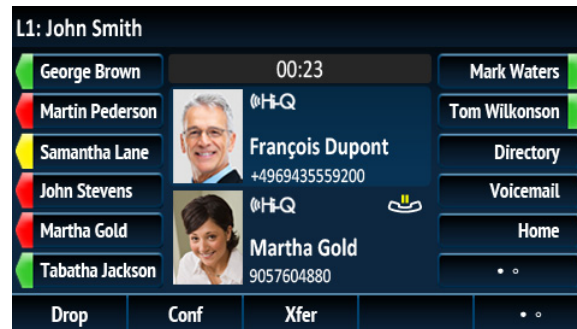 L1: John Smith
George Brown
Martin Pederson
Samantha Lane
John Stevens
Martha Gold
Tabatha Jackson
00:23
Hi-Q
François Dupont
+4969435559200
Hi-Q
Martha Gold
9057604880
Mark Waters
Tom Wilkonson
Directory
Voicemail
Home
Drop
Conf
Xfer